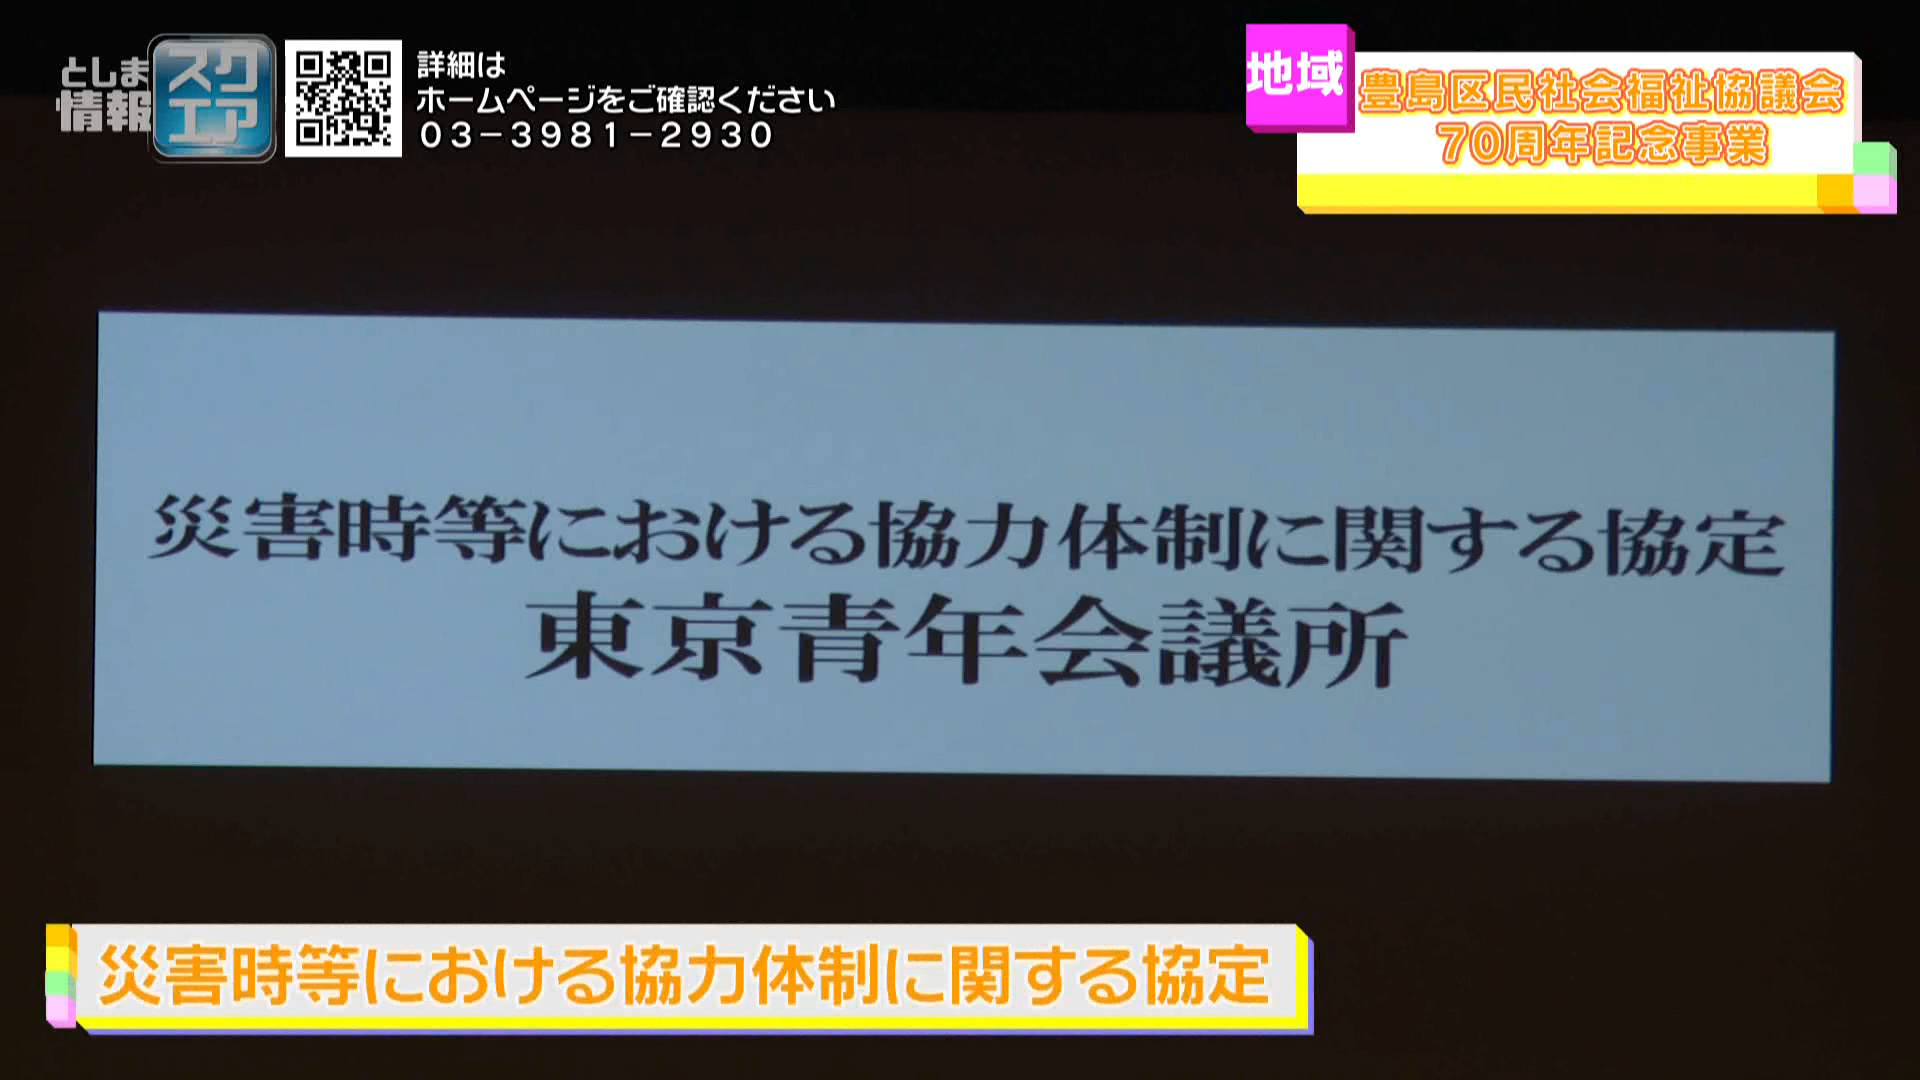 としま
情報
スク
エア
詳細は
ホームページをご確認ください
03−3981−2930
地域
豊島区民社会福祉協議会
70周年記念事業
災害時等における協力体制に関する協定
東京青年会議所
災害時等における協力体制に関する協定